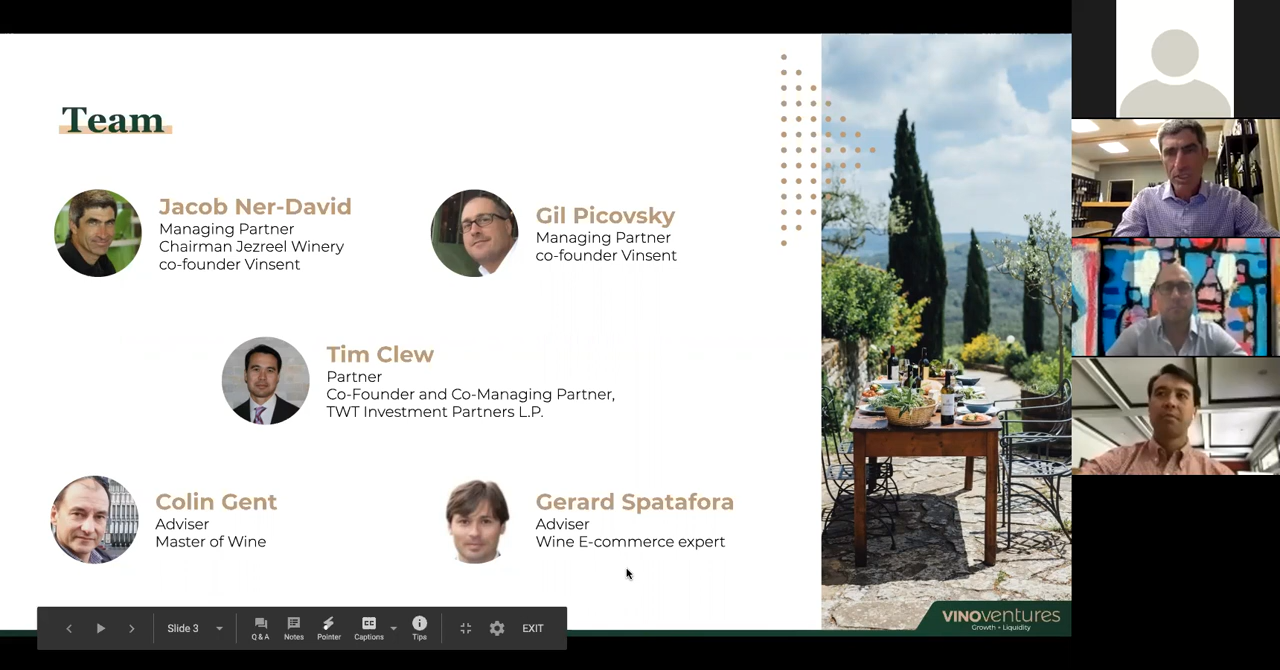 Team
Jacob Ner-David
Managing Partner
Chairman Jezreel Winery
co-founder Vinsent
Gil Picovsky
Managing Partner
co-founder Vinsent
Tim Clew
Partner
Co-Founder and Co-Managing Partner,
TWT Investment Partners L.P.
Colin Gent
Adviser
Master of Wine
Gerard Spatafora
Adviser
Wine E-commerce expert
VINOVENTURES
Growth + Liquidity
Slide 3
Q & A
Notes
Pointer
CC
Captions
Tips
EXIT